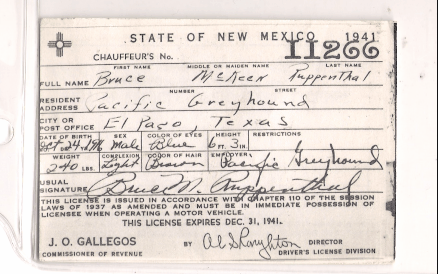 STATE OF NEW MEXICO 1941
CHAUFFEUR'S No. 11266
FIRST NAME MIDDLE OR MAIDEN NAME LAST NAME
FULL NAME Bruce McKeen Ruppenthal
NUMBER STREET
RESIDENT ADDRESS Pacific Greyhound
CITY OR POST OFFICE El Paso, Texas
DATE OF BIRTH SEX COLOR OF EYES HEIGHT RESTRICTIONS
Oct 24 Male Blue 6 FT. 3 IN.
WEIGHT COMPLEXION COLOR OF HAIR EMPLOYER
240 LBS. Light Brown Pacific Greyhound
USUAL SIGNATURE Bruce M. Ruppenthal
THIS LICENSE IS ISSUED IN ACCORDANCE WITH CHAPTER 110 OF THE SESSION
LAWS OF 1937 AS AMENDED AND MUST BE IN IMMEDIATE POSSESSION OF
LICENSEE WHEN OPERATING A MOTOR VEHICLE.
THIS LICENSE EXPIRES DEC. 31, 1941.
J. O. GALLEGOS BY DIRECTOR
COMMISSIONER OF REVENUE DRIVER'S LICENSE DIVISION